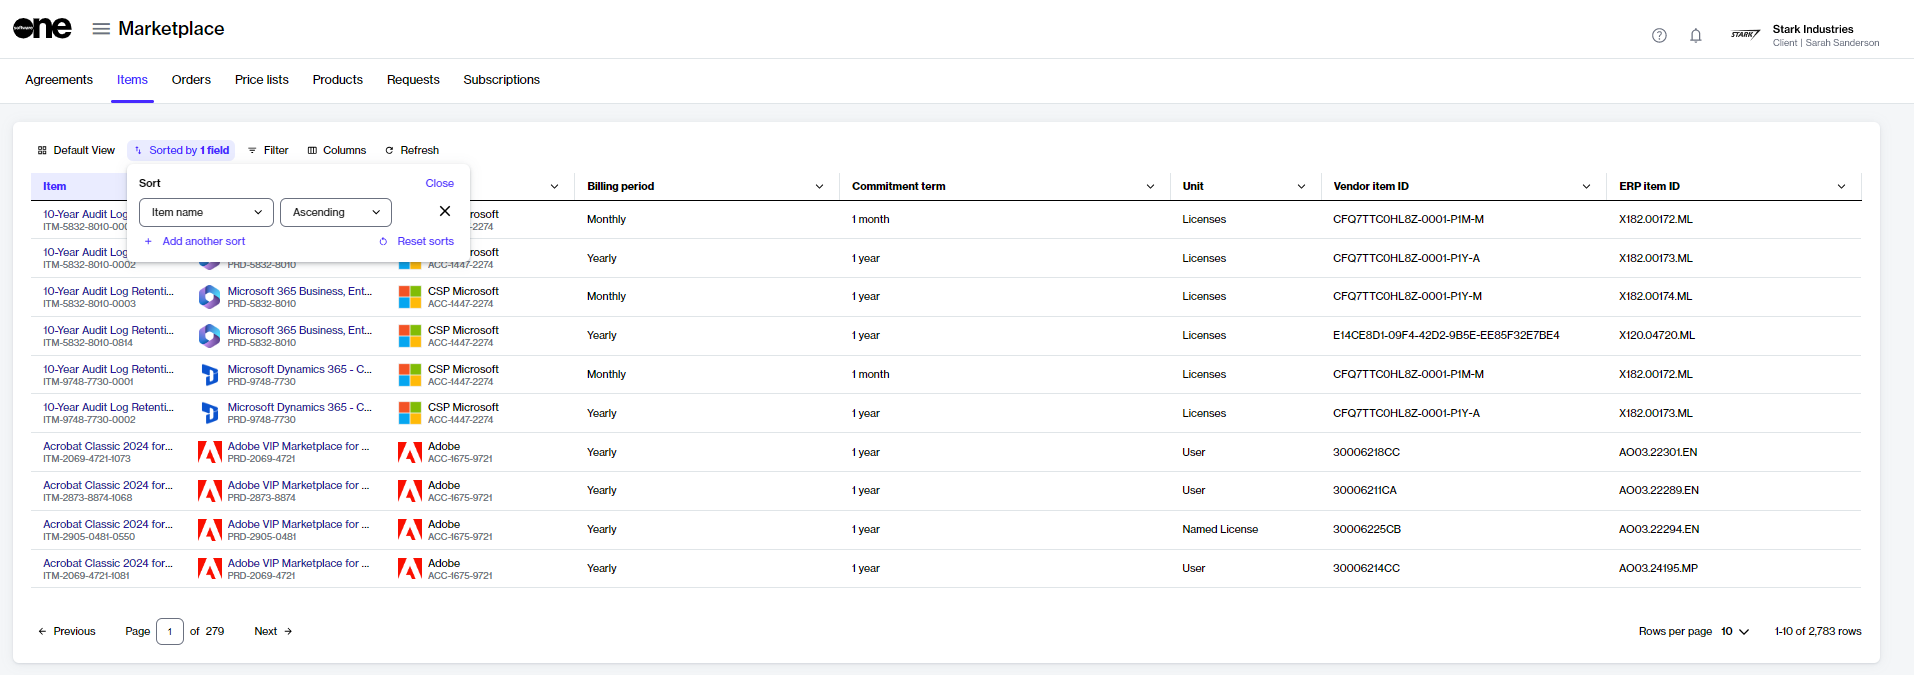 software one
Marketplace
Stark Industries
Client | Sarah Sanderson
STARK
Agreements Items Orders Price lists Products Requests Subscriptions
Default View Sorted by 1 field Filter Columns Refresh
Sort Close
Item name Ascending
+ Add another sort Reset sorts
Item Billing period Commitment term Unit Vendor item ID ERP item ID
10-Year Audit Log Microsoft Monthly 1 month Licenses CFQ7TTC0HL8Z-0001-P1M-M X182.00172.ML
ITM-5832-8010-00 -2274
10-Year Audit Log rosoft Yearly 1 year Licenses CFQ7TTC0HL8Z-0001-P1Y-A X182.00173.ML
ITM-5832-8010-0002 PRD-5832-8010 ACC-1447-2274
10-Year Audit Log Retenti... Microsoft 365 Business, Ent... CSP Microsoft Monthly 1 year Licenses CFQ7TTC0HL8Z-0001-P1Y-M X182.00174.ML
ITM-5832-8010-0003 PRD-5832-8010 ACC-1447-2274
10-Year Audit Log Retenti... Microsoft 365 Business, Ent... CSP Microsoft Yearly 1 year Licenses E14CE8D1-09F4-42D2-9B5E-EE85F32E7BE4 X120.04720.ML
ITM-5832-8010-0814 PRD-5832-8010 ACC-1447-2274
10-Year Audit Log Retenti... Microsoft Dynamics 365 - C... CSP Microsoft Monthly 1 month Licenses CFQ7TTC0HL8Z-0001-P1M-M X182.00172.ML
ITM-9748-7730-0001 PRD-9748-7730 ACC-1447-2274
10-Year Audit Log Retenti... Microsoft Dynamics 365 - C... CSP Microsoft Yearly 1 year Licenses CFQ7TTC0HL8Z-0001-P1Y-A X182.00173.ML
ITM-9748-7730-0002 PRD-9748-7730 ACC-1447-2274
Acrobat Classic 2024 for... Adobe VIP Marketplace for ... Adobe Yearly 1 year User 30006218CC AO03.22301.EN
ITM-2069-4721-1073 PRD-2069-4721 ACC-1675-9721
Acrobat Classic 2024 for... Adobe VIP Marketplace for ... Adobe Yearly 1 year User 30006211CA AO03.22289.EN
ITM-2873-8874-1068 PRD-2873-8874 ACC-1675-9721
Acrobat Classic 2024 for... Adobe VIP Marketplace for ... Adobe Yearly 1 year Named License 30006225CB AO03.22294.EN
ITM-2905-0481-0550 PRD-2905-0481 ACC-1675-9721
Acrobat Classic 2024 for... Adobe VIP Marketplace for ... Adobe Yearly 1 year User 30006214CC AO03.24195.MP
ITM-2069-4721-1081 PRD-2069-4721 ACC-1675-9721
Previous Page 1 of 279 Next Rows per page 10 1-10 of 2,783 rows